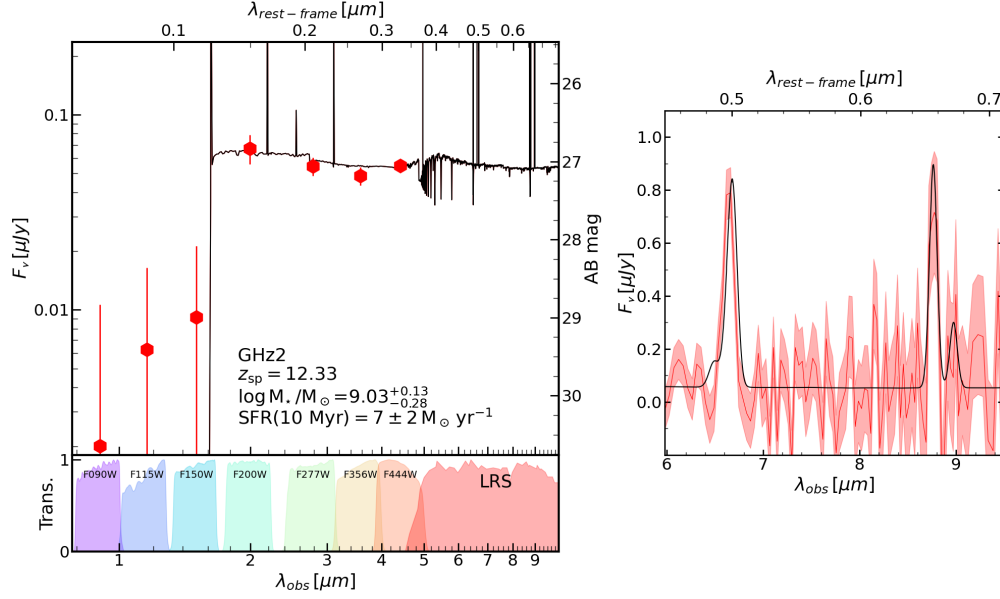 λrest−frame [μm]
0.1 0.2 0.3 0.4 0.5 0.6
0.1
0.01
Fν [μJy]
26
27
28
29
30
AB mag
GHz2
zsp = 12.33
log M⋆/M⊙=9.03+0.13−0.28
SFR(10 Myr) = 7 ± 2 M⊙ yr−1
1
0
Trans.
F090W F115W F150W F200W F277W F356W F444W LRS
1 2 3 4 5 6 7 8 9
λobs [μm]
λrest−frame [μm]
0.5 0.6 0.7
1.0
0.8
0.6
0.4
0.2
0.0
Fν [μJy]
6 7 8 9
λobs [μm]